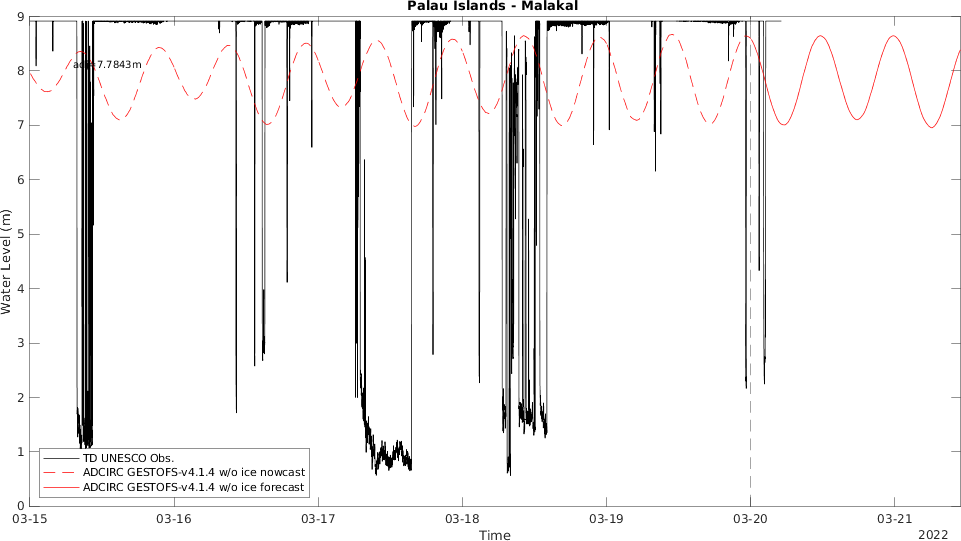 Palau Islands - Malakal
9
8
7
6
5
4
3
2
1
0
Water Level (m)
7.7843m
TD UNESCO Obs.
ADCIRC GESTOFS-v4.1.4 w/o ice nowcast
ADCIRC GESTOFS-v4.1.4 w/o ice forecast
03-15 03-16 03-17 03-18 03-19 03-20 03-21
Time
2022